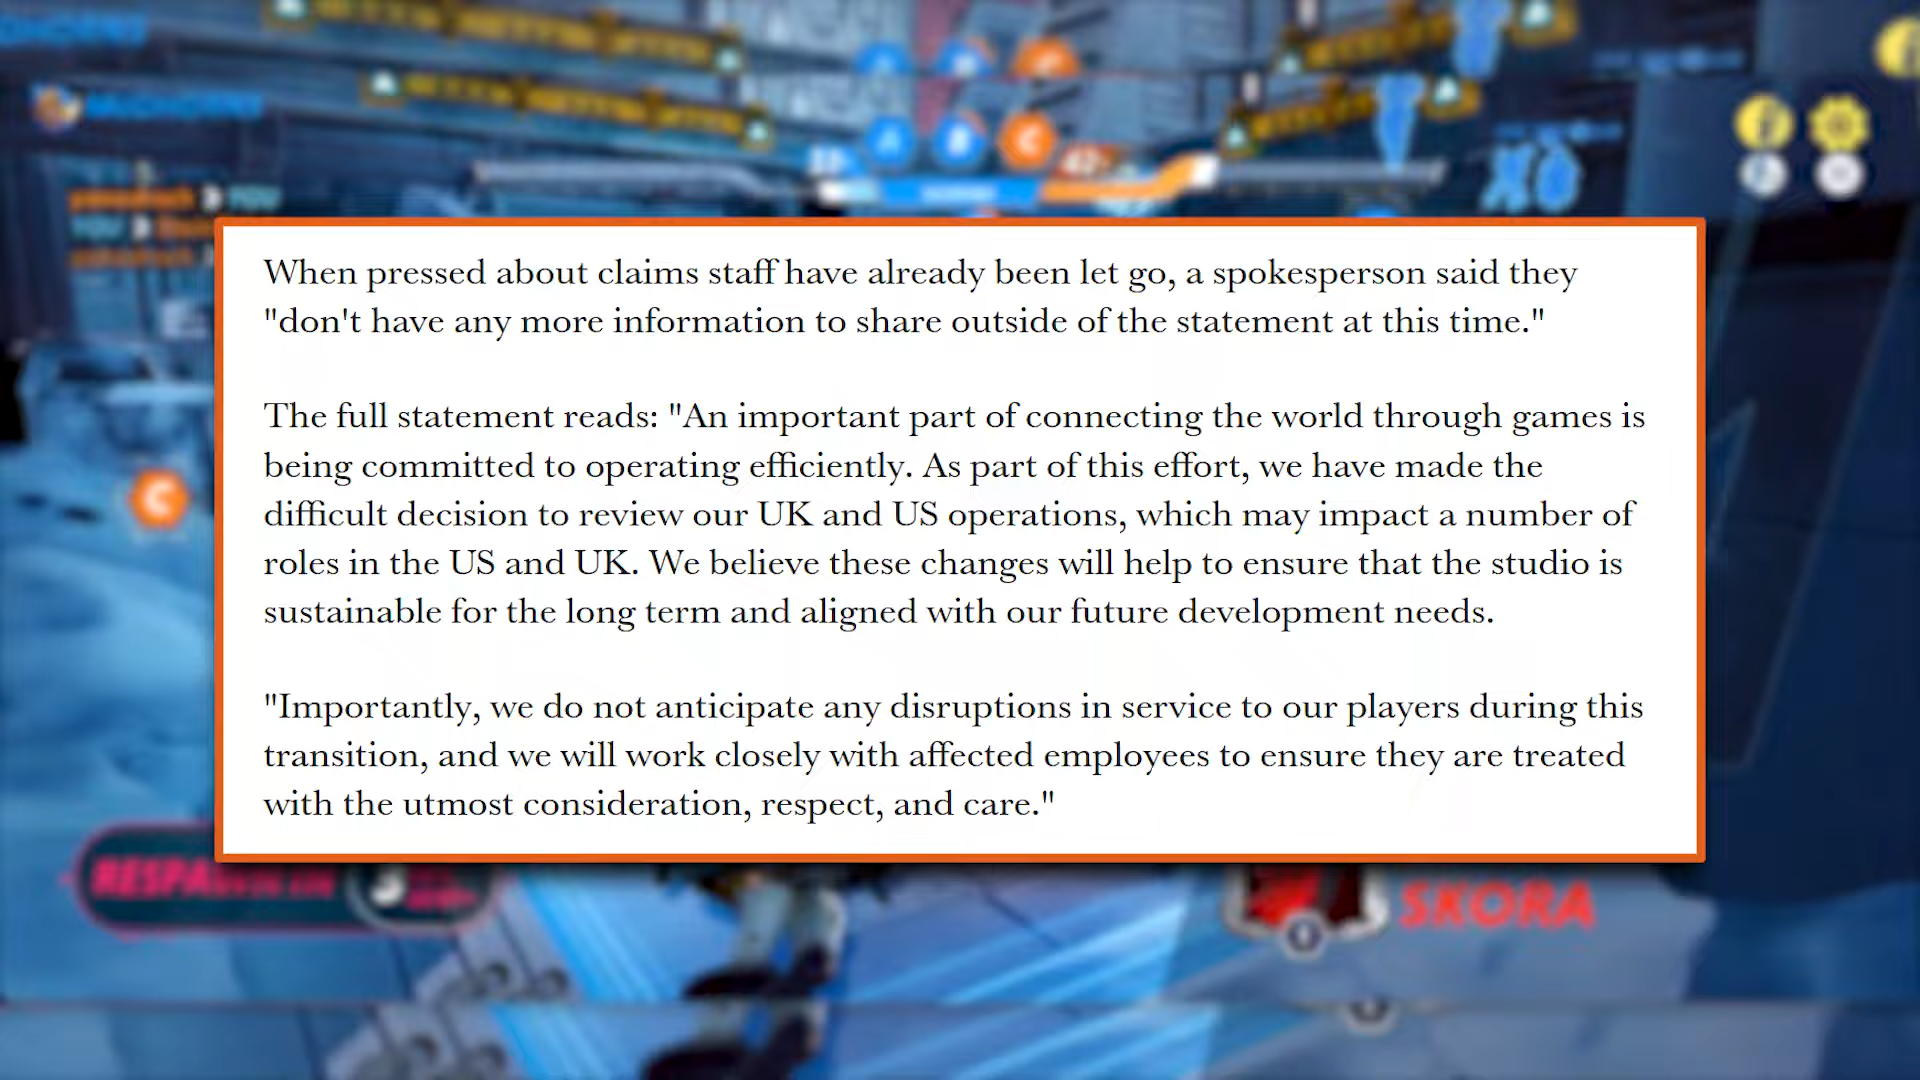 A B C
YOU
YOU
When pressed about claims staff have already been let go, a spokesperson said they
"don't have any more information to share outside of the statement at this time."
The full statement reads: "An important part of connecting the world through games is
being committed to operating efficiently. As part of this effort, we have made the
difficult decision to review our UK and US operations, which may impact a number of
roles in the US and UK. We believe these changes will help to ensure that the studio is
sustainable for the long term and aligned with our future development needs.
"Importantly, we do not anticipate any disruptions in service to our players during this
transition, and we will work closely with affected employees to ensure they are treated
with the utmost consideration, respect, and care."
C
SKORA